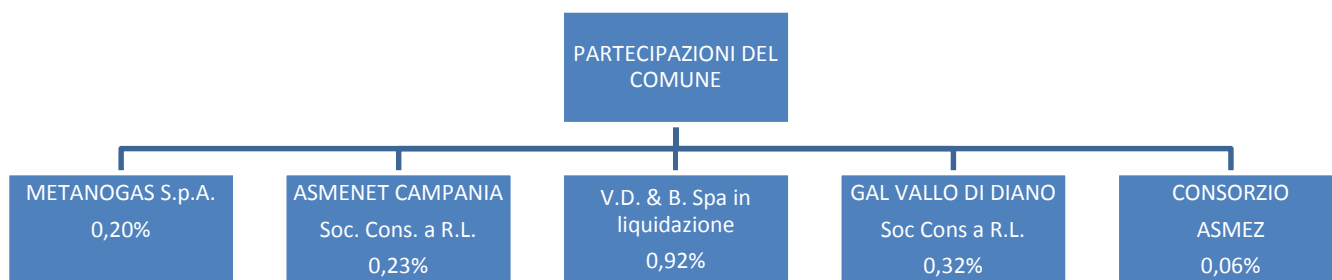 PARTECIPAZIONI DEL
COMUNE
METANOGAS S.p.A.
0,20%
ASMENET CAMPANIA
Soc. Cons. a R.L.
0,23%
V.D. & B. Spa in
liquidazione
0,92%
GAL VALLO DI DIANO
Soc Cons a R.L.
0,32%
CONSORZIO
ASMEZ
0,06%